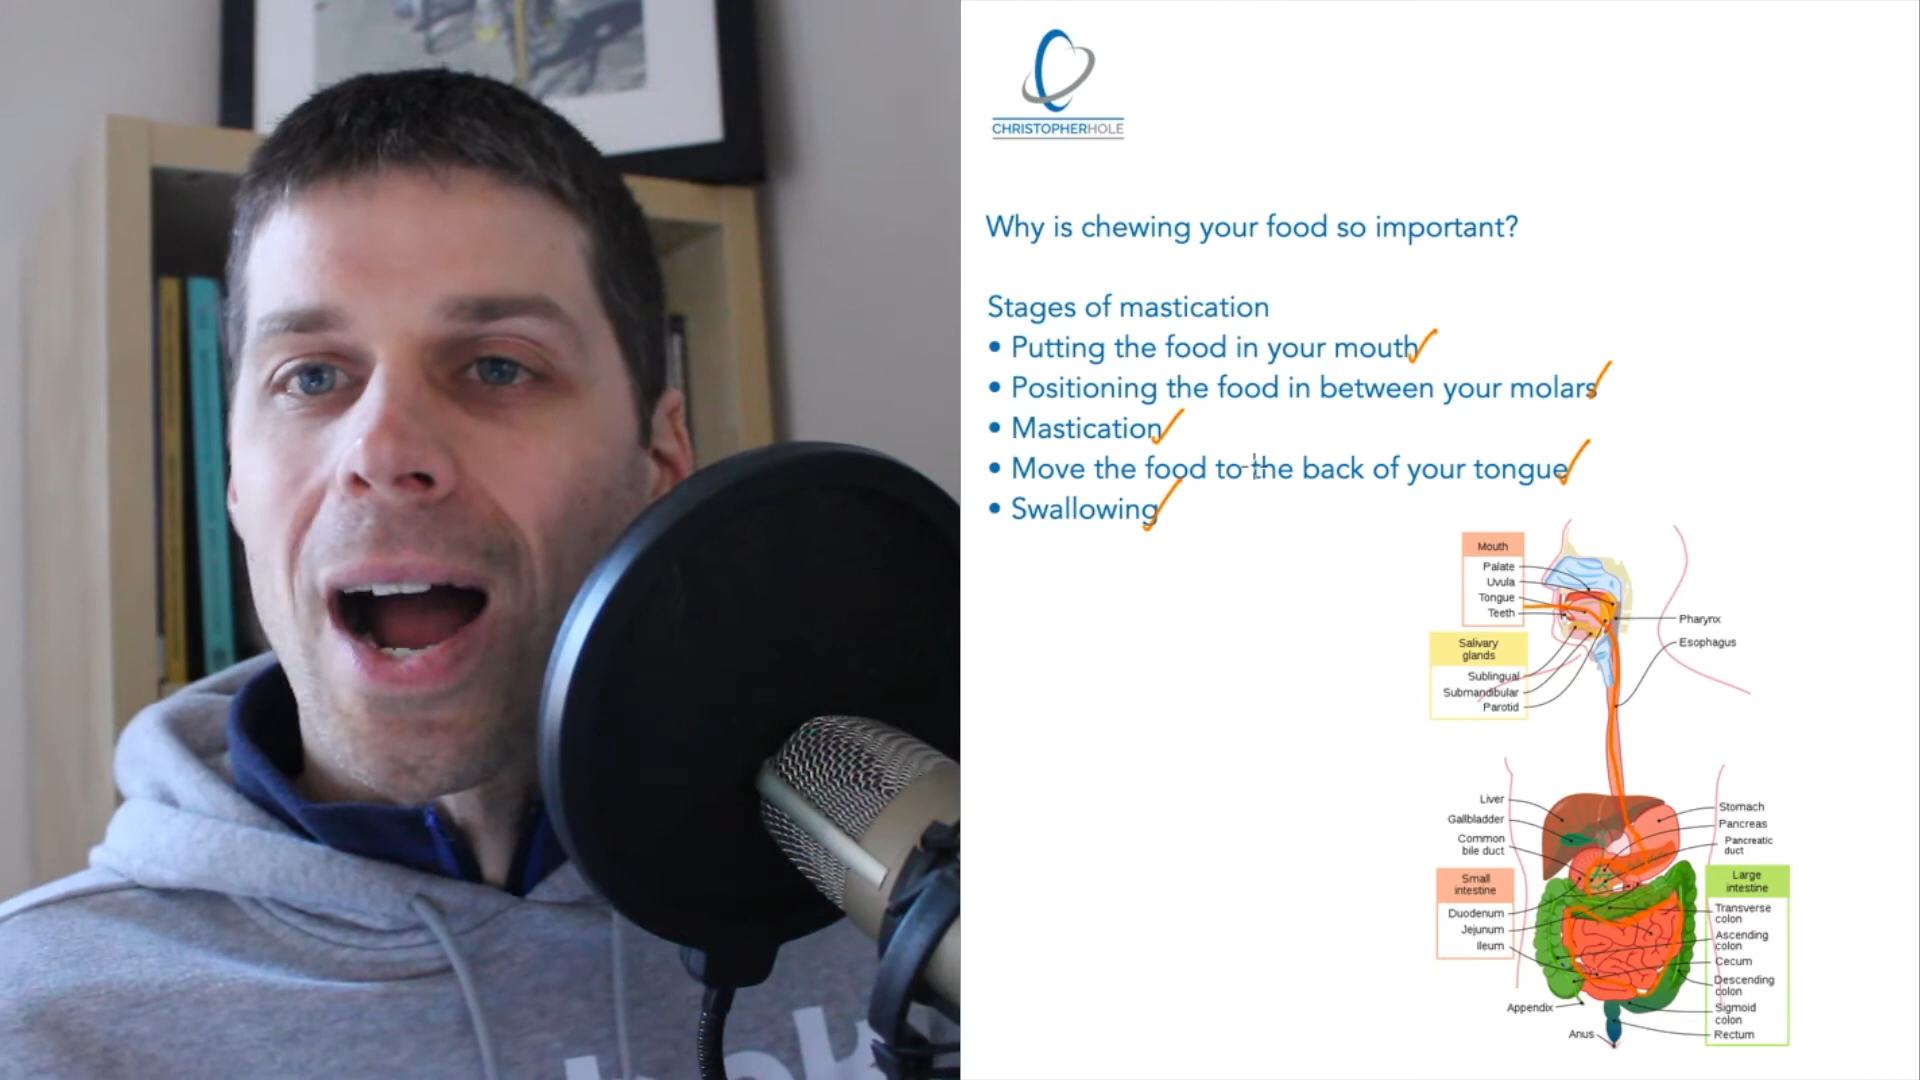 CHRISTOPHERHOLE
Why is chewing your food so important?
Stages of mastication
• Putting the food in your mouth
• Positioning the food in between your molars
• Mastication
• Move the food to the back of your tongue
• Swallowing
Mouth
Palate
Uvula
Tongue
Teeth
Salivary
glands
Sublingual
Submandibular
Parotid
Pharynx
Esophagus
Liver
Gallbladder
Common
bile duct
Stomach
Pancreas
Pancreatic
duct
Small
intestine
Duodenum
Jejunum
Ileum
Large
intestine
Transverse
colon
Ascending
colon
Cecum
Descending
colon
Sigmoid
colon
Rectum
Appendix
Anus